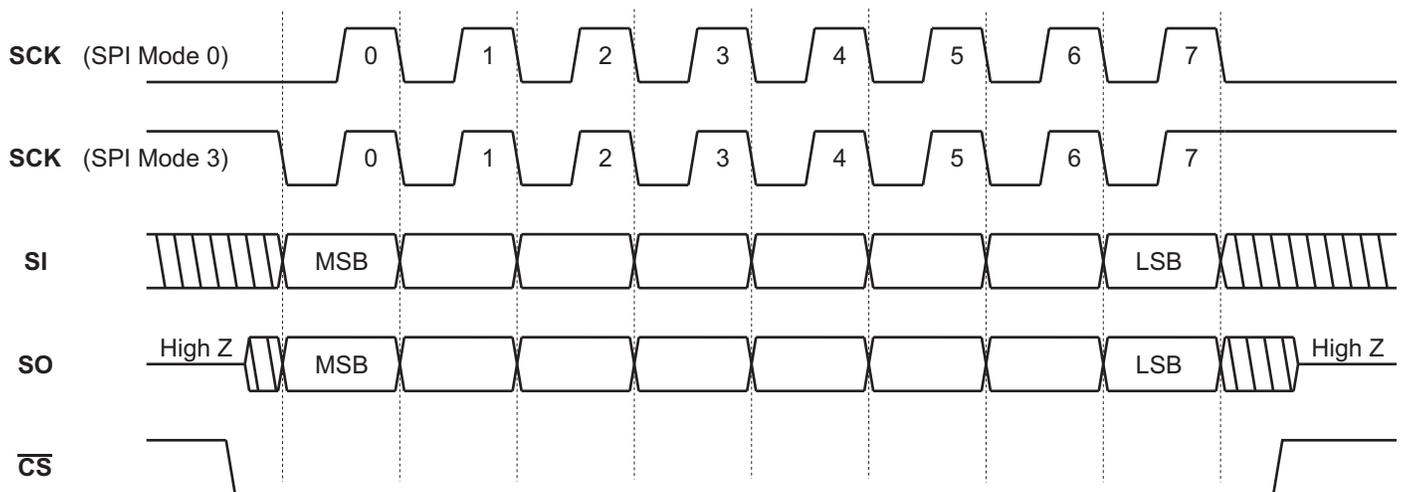 SCK (SPI Mode 0) 0 1 2 3 4 5 6 7
SCK (SPI Mode 3) 0 1 2 3 4 5 6 7
SI MSB LSB
SO High Z MSB LSB High Z
C̅S̅